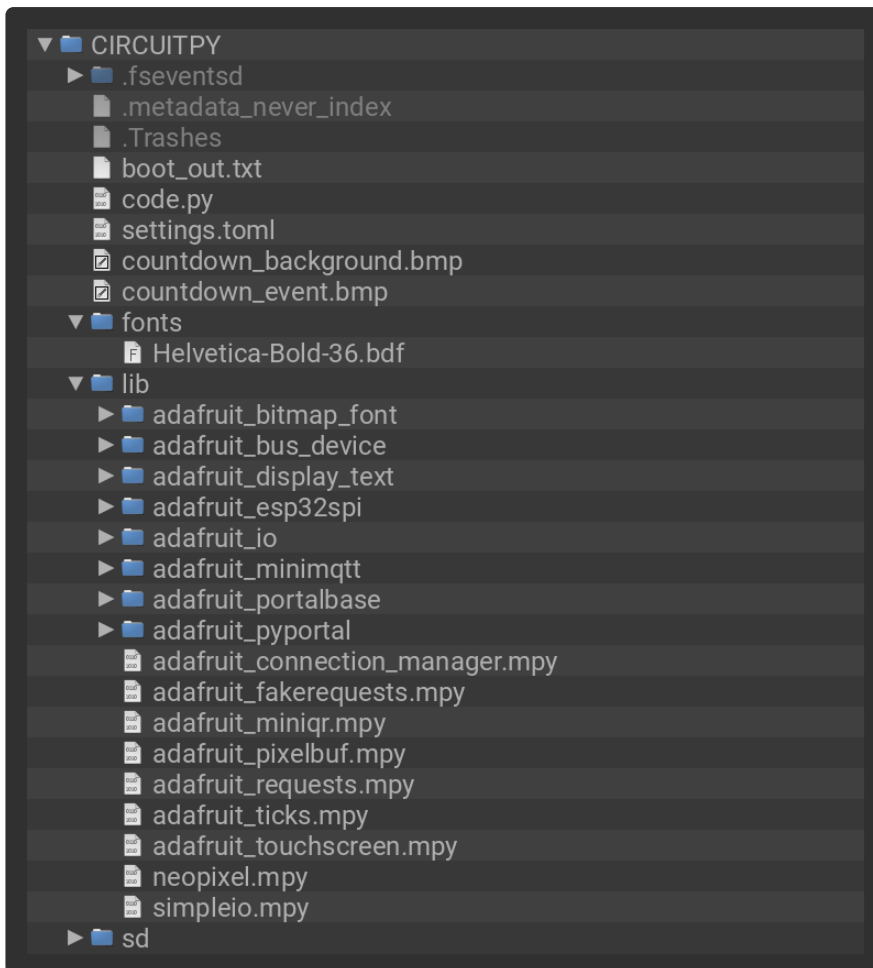 CIRCUITPY
.fseventsd
.metadata_never_index
.Trashes
boot_out.txt
code.py
settings.toml
countdown_background.bmp
countdown_event.bmp
fonts
Helvetica-Bold-36.bdf
lib
adafruit_bitmap_font
adafruit_bus_device
adafruit_display_text
adafruit_esp32spi
adafruit_io
adafruit_minimqtt
adafruit_portalbase
adafruit_pyportal
adafruit_connection_manager.mpy
adafruit_fakerequests.mpy
adafruit_miniqr.mpy
adafruit_pixelbuf.mpy
adafruit_requests.mpy
adafruit_ticks.mpy
adafruit_touchscreen.mpy
neopixel.mpy
simpleio.mpy
sd